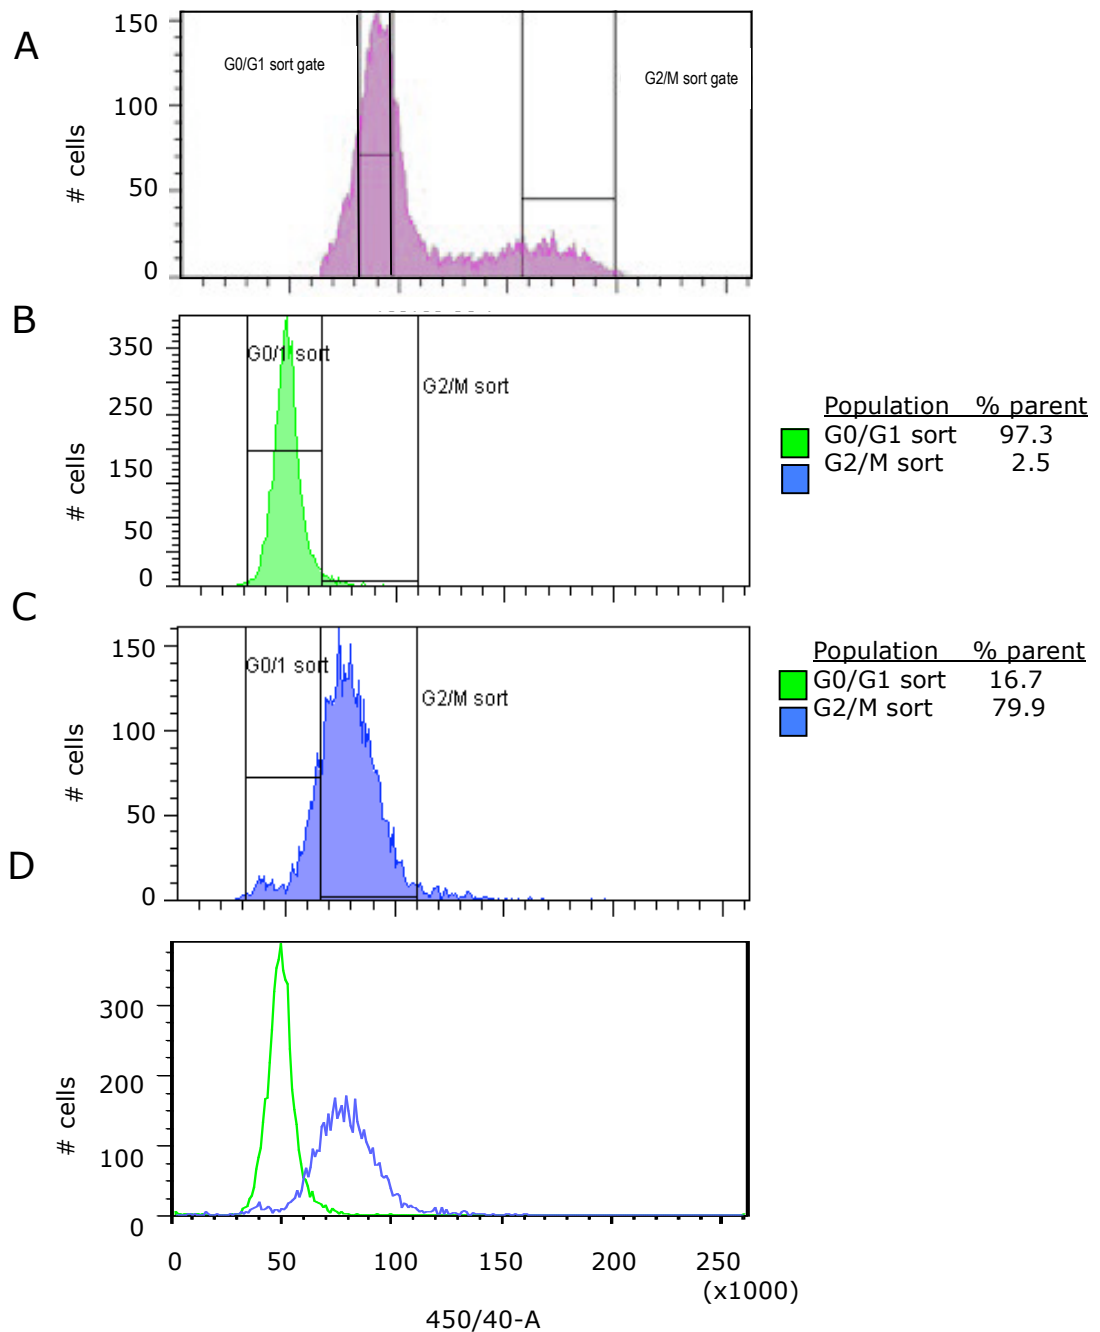 A
150
G0/G1 sort gate
G2/M sort gate
100
# cells
50
0
B
350
G0/1 sort
G2/M sort
250
# cells
150
50
0
Population % parent
G0/G1 sort 97.3
G2/M sort 2.5
C
150
G0/1 sort
G2/M sort
100
# cells
50
0
Population % parent
G0/G1 sort 16.7
G2/M sort 79.9
D
300
200
# cells
100
0
0 50 100 150 200 250
(x1000)
450/40-A